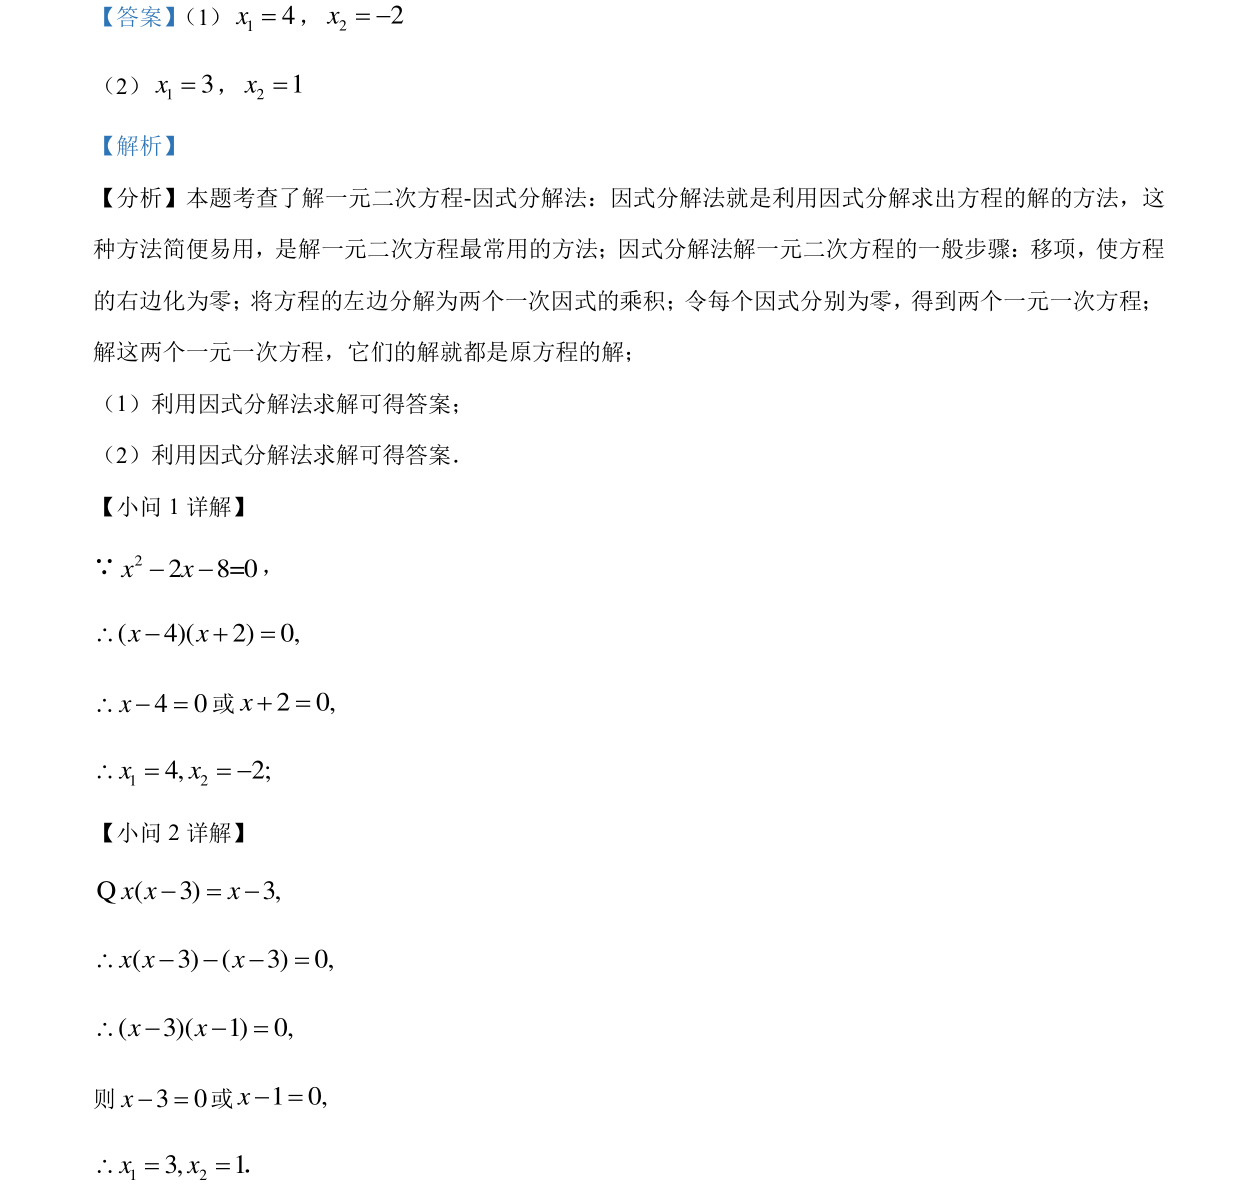 【答案】（1）x₁ = 4，x₂ = −2
（2）x₁ = 3，x₂ = 1
【解析】
【分析】本题考查了解一元二次方程-因式分解法：因式分解法就是利用因式分解求出方程的解的方法，这
种方法简便易用，是解一元二次方程最常用的方法；因式分解法解一元二次方程的一般步骤：移项，使方程
的右边化为零；将方程的左边分解为两个一次因式的乘积；令每个因式分别为零，得到两个一元一次方程；
解这两个一元一次方程，它们的解就都是原方程的解；
（1）利用因式分解法求解可得答案；
（2）利用因式分解法求解可得答案．
【小问 1 详解】
∵ x² − 2x − 8=0，
∴ (x − 4)(x + 2) = 0,
∴ x − 4 = 0 或 x + 2 = 0,
∴ x₁ = 4, x₂ = −2;
【小问 2 详解】
Q x(x − 3) = x − 3,
∴ x(x − 3) − (x − 3) = 0,
∴ (x − 3)(x − 1) = 0,
则 x − 3 = 0 或 x − 1 = 0,
∴ x₁ = 3, x₂ = 1.